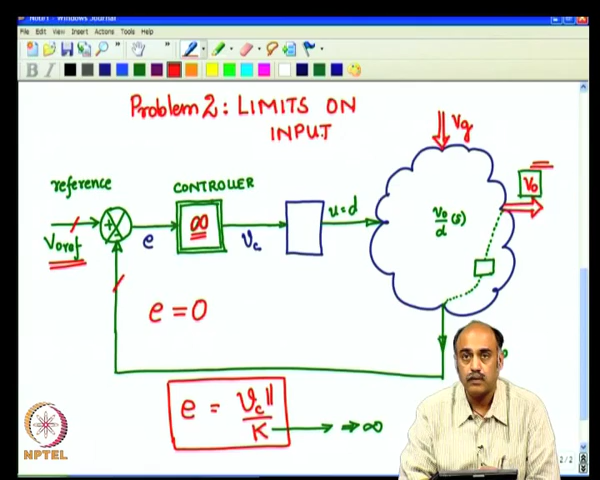 Note1 - Windows Journal
File Edit View Insert Actions Tools Help
B I
Problem 2: LIMITS ON
INPUT
Vg
reference
CONTROLLER
Vo
+
-
∞
u=d
Vo/d (s)
Voref
e
Vc
e = 0
e = Vc/K → ∞
NPTEL
2/2